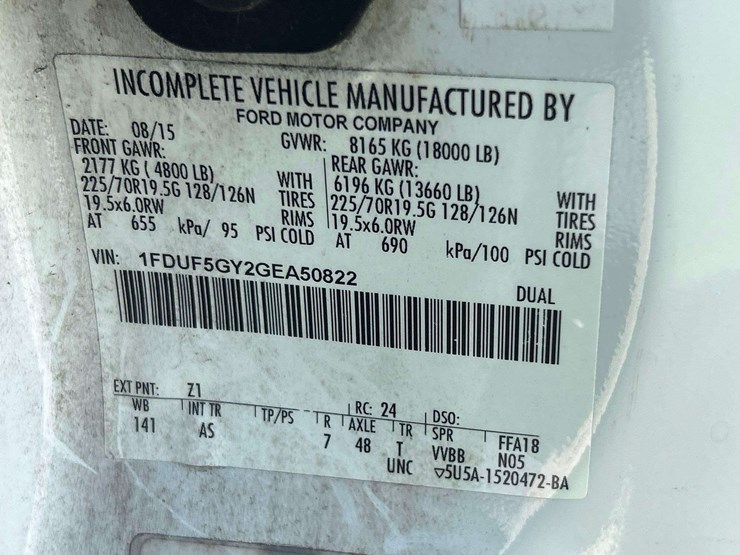 INCOMPLETE VEHICLE MANUFACTURED BY
FORD MOTOR COMPANY
DATE: 08/15 GVWR: 8165 KG (18000 LB)
FRONT GAWR: REAR GAWR:
2177 KG ( 4800 LB) WITH 6196 KG (13660 LB) WITH
225/70R19.5G 128/126N TIRES 225/70R19.5G 128/126N TIRES
19.5x6.0RW RIMS 19.5x6.0RW RIMS
AT 655 kPa/ 95 PSI COLD AT 690 kPa/100 PSI COLD
VIN: 1FDUF5GY2GEA50822 DUAL
EXT PNT: Z1 RC: 24 DSO:
WB INT TR TP/PS R AXLE TR SPR FFA18
141 AS 7 48 T VVBB N05
UNC ▽5U5A-1520472-BA